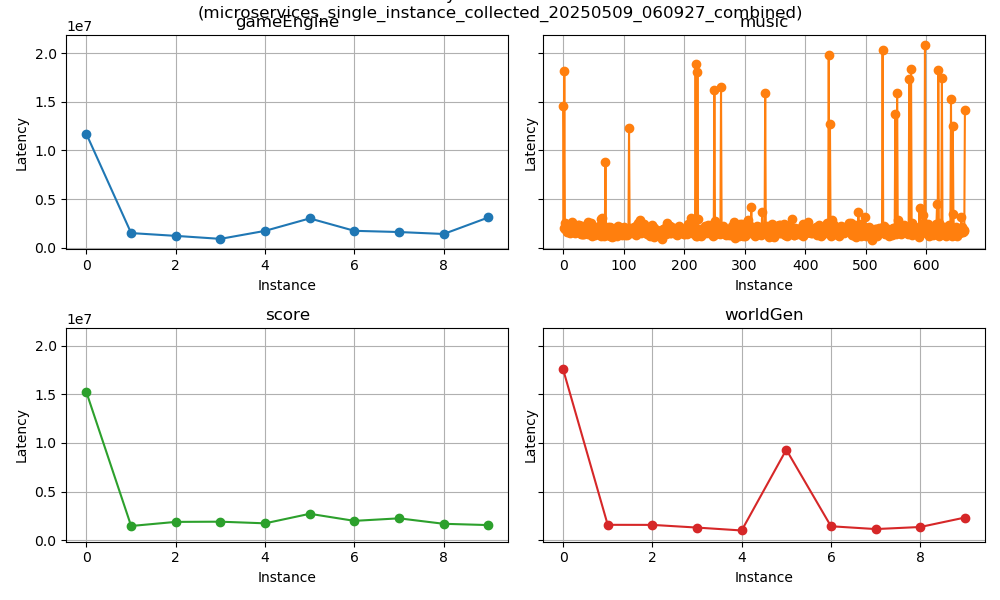 (microservices_single_instance_collected_20250509_060927_combined)
gameEngine
music
1e7
2.0
1.5
1.0
0.5
0.0
Latency
0
2
4
6
8
Instance
Latency
0
100
200
300
400
500
600
Instance
score
worldGen
1e7
2.0
1.5
1.0
0.5
0.0
Latency
0
2
4
6
8
Instance
Latency
0
2
4
6
8
Instance